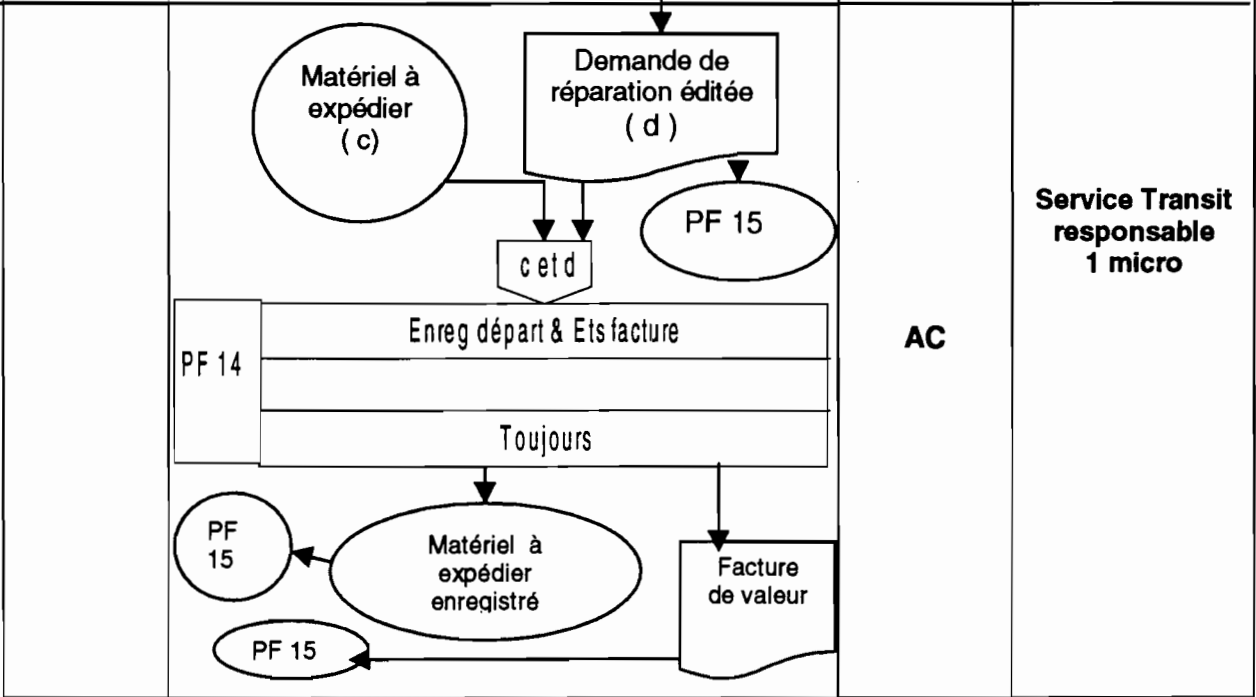 Matériel à
expédier
( c)
Demande de
réparation éditée
( d )
PF 15
c et d
PF 14
Enreg départ & Ets facture
Toujours
PF
15
Matériel à
expédier
enregistré
Facture
de valeur
PF 15
AC
Service Transit
responsable
1 micro